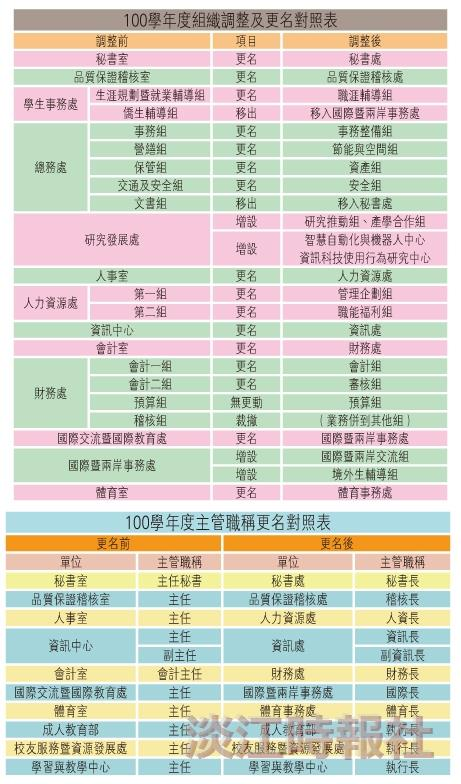 100學年度組織調整及更名對照表
調整前 項目 調整後
秘書室 更名 秘書處
品質保證稽核室 更名 品質保證稽核處
學生事務處 生涯規劃暨就業輔導組 更名 職涯輔導組
僑生輔導組 移出 移入國際暨兩岸事務處
總務處 事務組 更名 事務整備組
營繕組 更名 節能與空間組
保管組 更名 資產組
交通及安全組 更名 安全組
文書組 移出 移入秘書處
研究發展處 增設 研究推動組、產學合作組
增設 智慧自動化與機器人中心
資訊科技使用行為研究中心
人事室 更名 人力資源處
人力資源處 第一組 更名 管理企劃組
第二組 更名 職能福利組
資訊中心 更名 資訊處
會計室 更名 財務處
財務處 會計一組 更名 會計組
會計二組 更名 審核組
預算組 無更動 預算組
稽核組 裁撤 (業務併到其他組)
國際交流暨國際教育處 更名 國際暨兩岸事務處
國際暨兩岸事務處 增設 國際暨兩岸交流組
增設 境外生輔導組
體育室 更名 體育事務處
100學年度主管職稱更名對照表
更名前 更名後
單位 主管職稱 單位 主管職稱
秘書室 主任秘書 秘書處 秘書長
品質保證稽核室 主任 品質保證稽核處 稽核長
人事室 主任 人力資源處 人資長
資訊中心 主任 資訊處 資訊長
副主任 副資訊長
會計室 會計主任 財務處 財務長
國際交流暨國際教育處 主任 國際暨兩岸事務處 國際長
體育室 主任 體育事務處 體育長
成人教育部 主任 成人教育部 執行長
校友服務暨資源發展處 主任 校友服務暨資源發展處 執行長
學習與教學中心 主任 學習與教學中心 執行長
淡江時報社